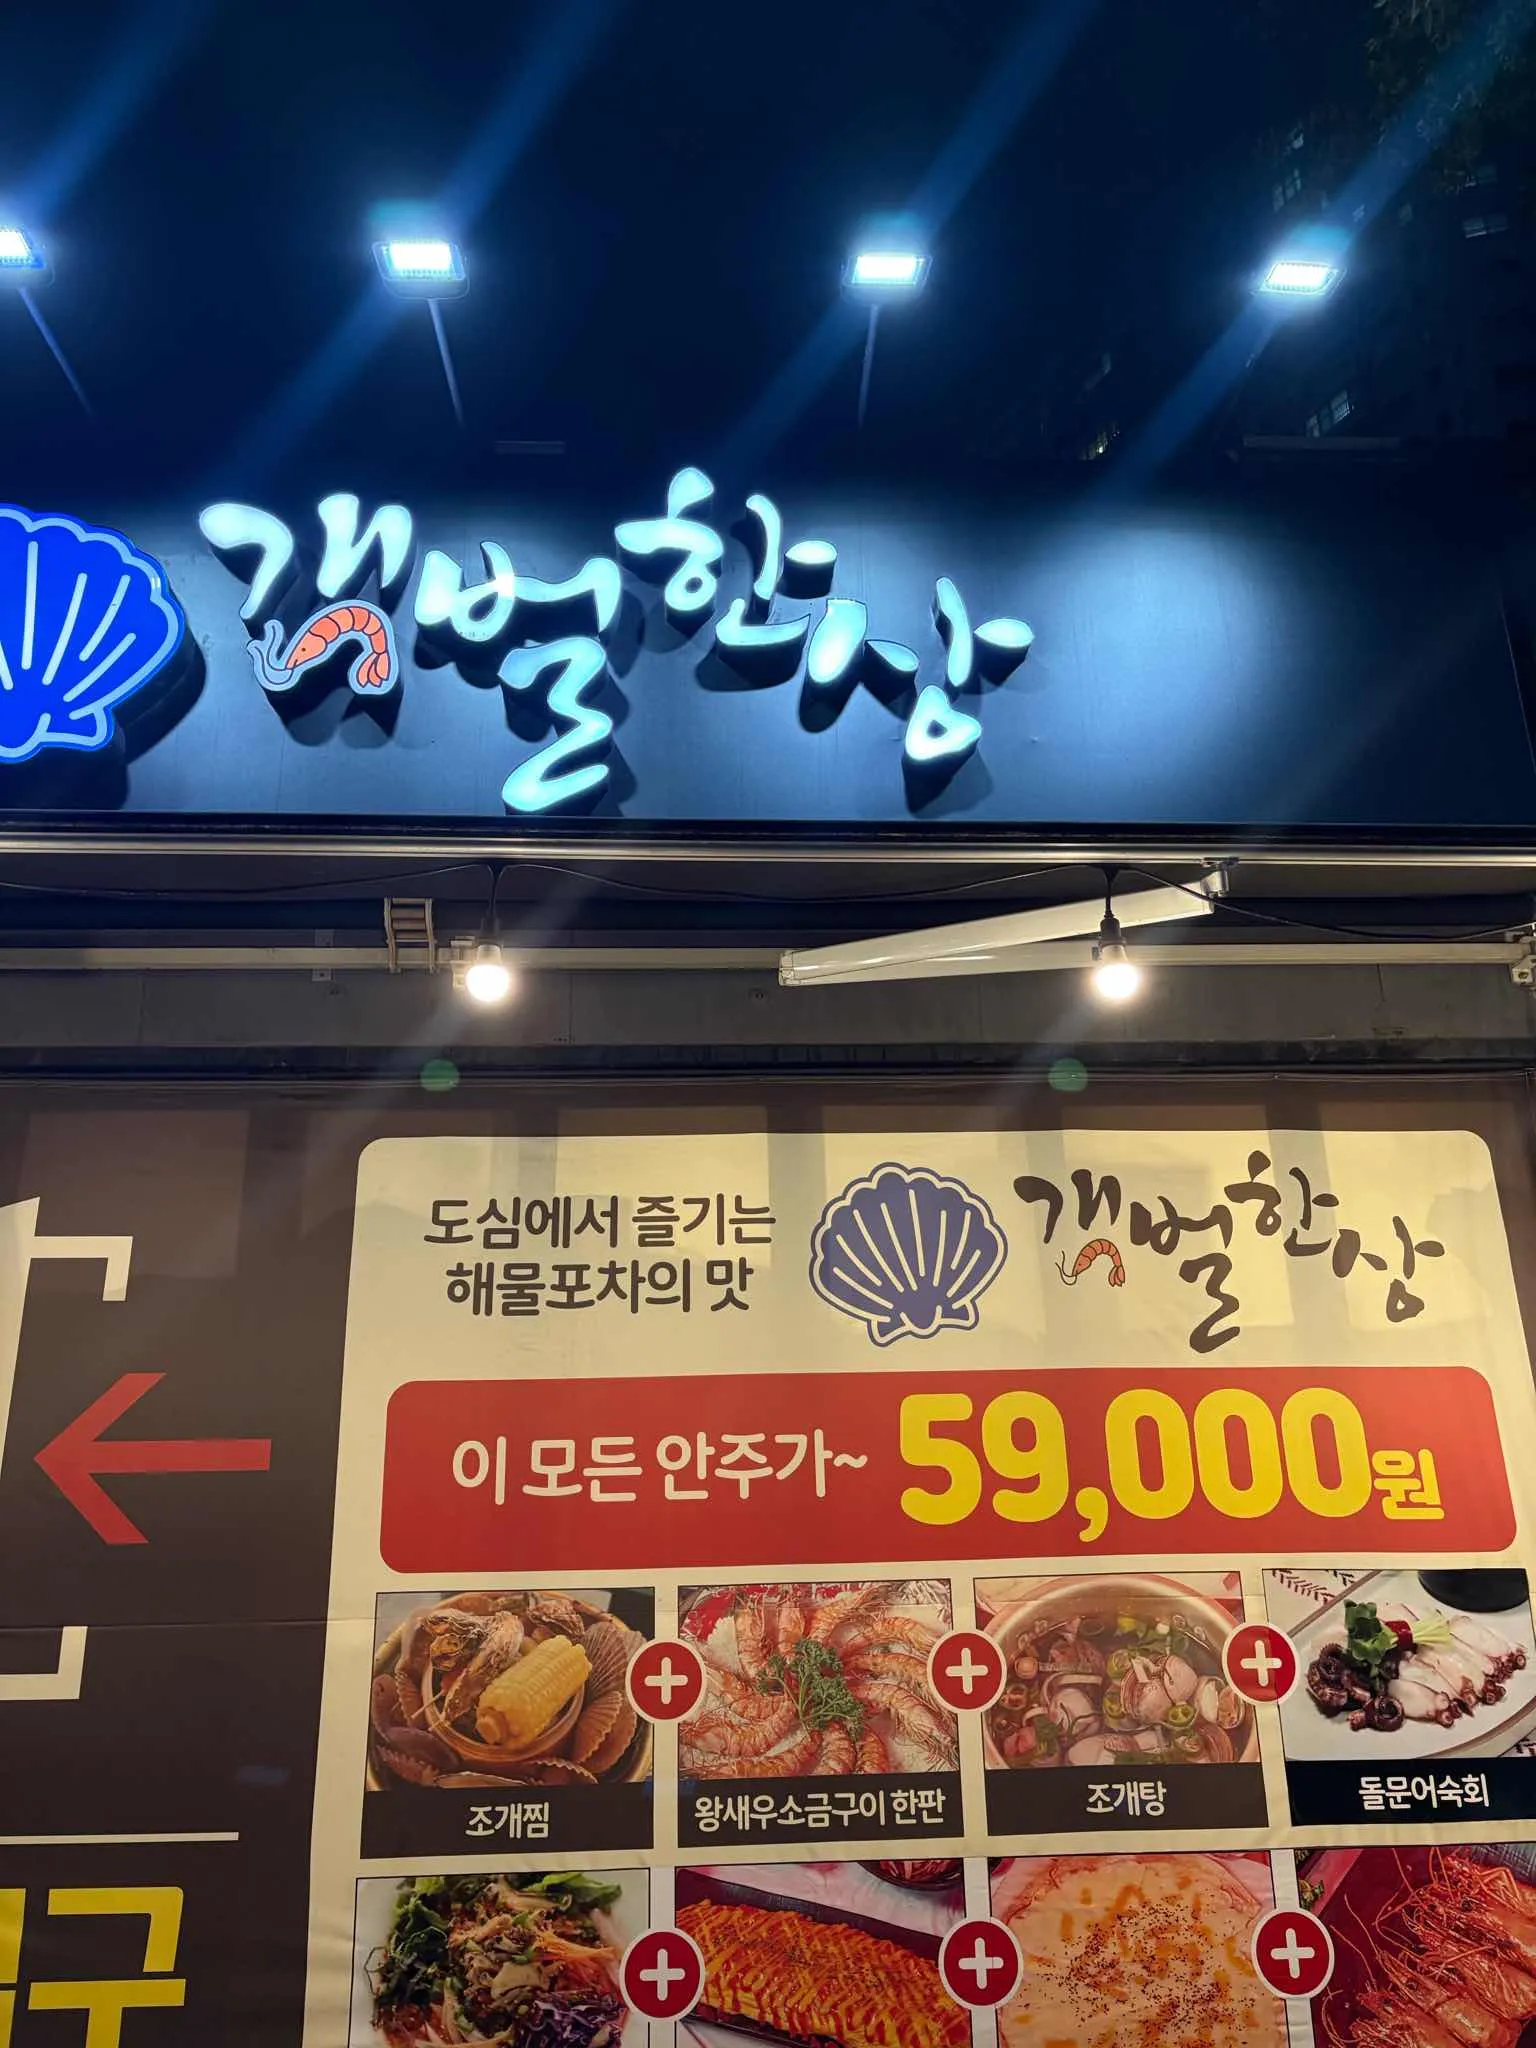 갯벌한상
도심에서 즐기는
해물포차의 맛
갯벌한상
이 모든 안주가~ 59,000원
조개찜
왕새우소금구이 한판
조개탕
돌문어숙회